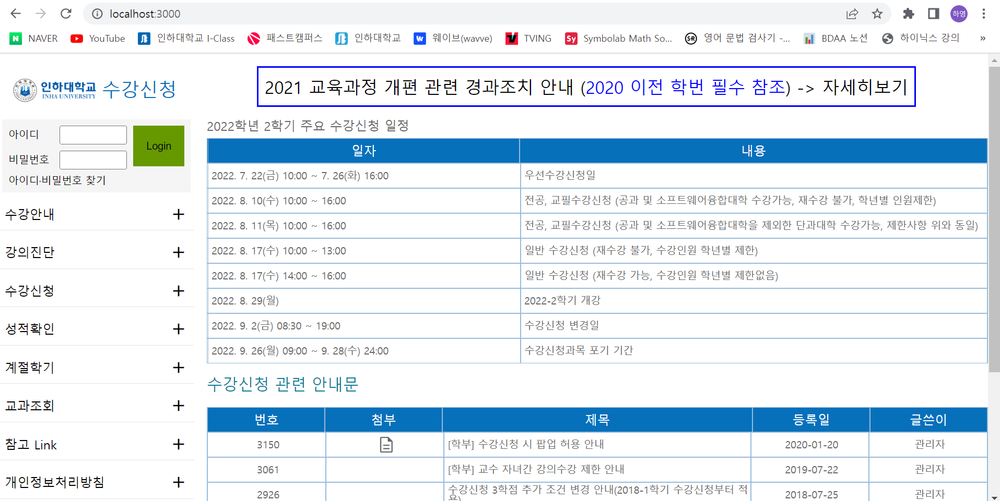 localhost:3000
하영
NAVER
YouTube
인하대학교 I-Class
패스트캠퍼스
인하대학교
웨이브(wavve)
TVING
Symbolab Math So...
영어 문법 검사기 -...
BDAA 노션
하이닉스 강의
»
인하대학교
INHA UNIVERSITY
수강신청
2021 교육과정 개편 관련 경과조치 안내 (2020 이전 학번 필수 참조) -> 자세히보기
아이디
비밀번호
Login
아이디·비밀번호 찾기
수강안내 +
강의진단 +
수강신청 +
성적확인 +
계절학기 +
교과조회 +
참고 Link +
개인정보처리방침 +
2022학년 2학기 주요 수강신청 일정
일자 내용
2022. 7. 22(금) 10:00 ~ 7. 26(화) 16:00 우선수강신청일
2022. 8. 10(수) 10:00 ~ 16:00 전공, 교필수강신청 (공과 및 소프트웨어융합대학 수강가능, 재수강 불가, 학년별 인원제한)
2022. 8. 11(목) 10:00 ~ 16:00 전공, 교필수강신청 (공과 및 소프트웨어융합대학을 제외한 단과대학 수강가능, 제한사항 위와 동일)
2022. 8. 17(수) 10:00 ~ 13:00 일반 수강신청 (재수강 불가, 수강인원 학년별 제한)
2022. 8. 17(수) 14:00 ~ 16:00 일반 수강신청 (재수강 가능, 수강인원 학년별 제한없음)
2022. 8. 29(월) 2022-2학기 개강
2022. 9. 2(금) 08:30 ~ 19:00 수강신청 변경일
2022. 9. 26(월) 09:00 ~ 9. 28(수) 24:00 수강신청과목 포기 기간
수강신청 관련 안내문
번호 첨부 제목 등록일 글쓴이
3150 [학부] 수강신청 시 팝업 허용 안내 2020-01-20 관리자
3061 [학부] 교수 자녀간 강의수강 제한 안내 2019-07-22 관리자
2926 수강신청 3학점 추가 조건 변경 안내(2018-1학기 수강신청부터 적용) 2018-07-25 관리자